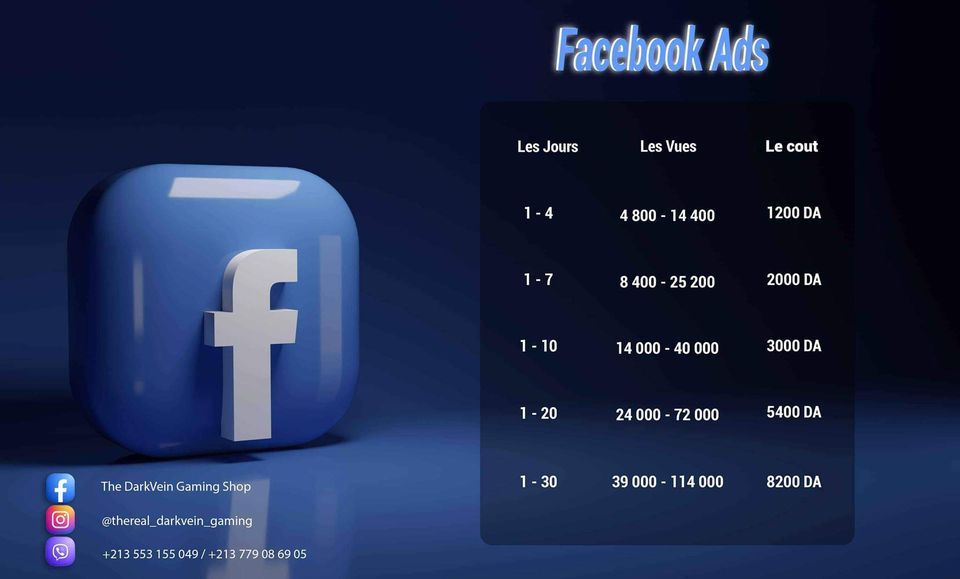 Facebook Ads
Les Jours Les Vues Le cout
1 - 4 4 800 - 14 400 1200 DA
1 - 7 8 400 - 25 200 2000 DA
1 - 10 14 000 - 40 000 3000 DA
1 - 20 24 000 - 72 000 5400 DA
1 - 30 39 000 - 114 000 8200 DA
The DarkVein Gaming Shop
@thereal_darkvein_gaming
+213 553 155 049 / +213 779 08 69 05